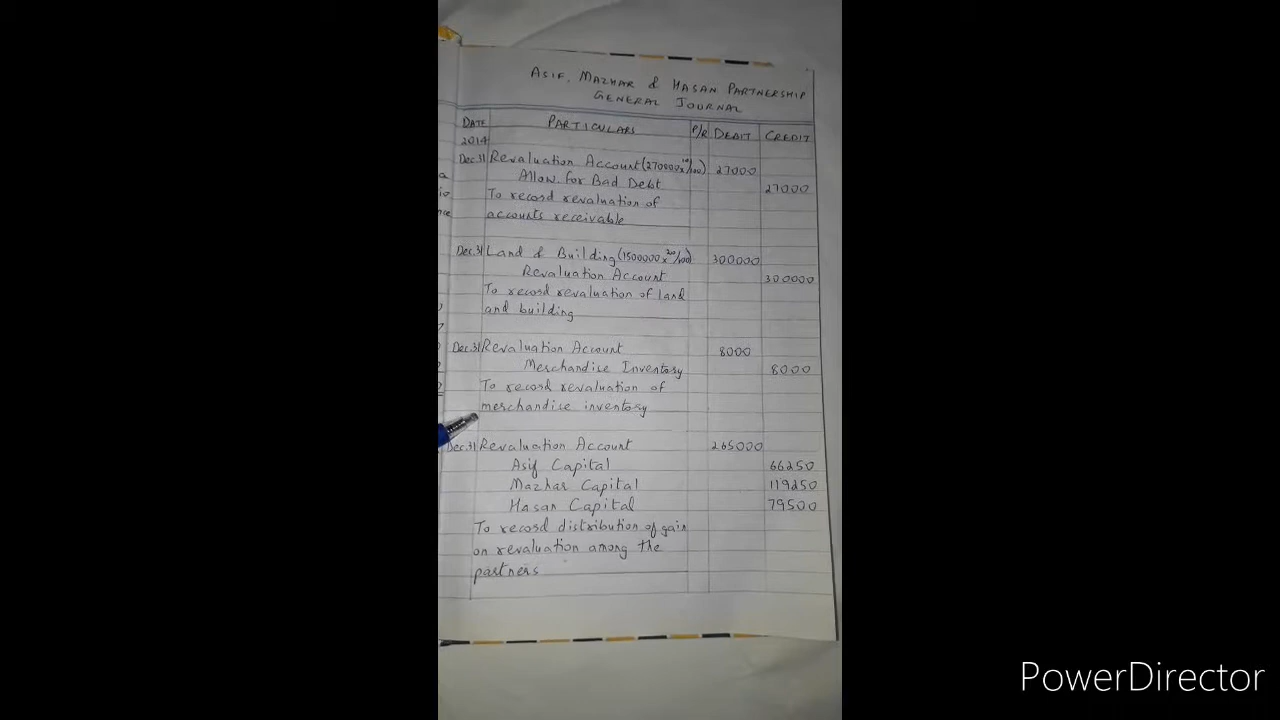 ASIF, MAZHAR & HASAN PARTNERSHIP
GENERAL JOURNAL
DATE PARTICULARS P/R DEBIT CREDIT
2014
Dec.31 Revaluation Account (270000x10/100) 27000
Allow. for Bad Debt 27000
To record revaluation of
accounts receivable
Dec.31 Land & Building (1500000x20/100) 300000
Revaluation Account 300000
To record revaluation of land
and building
Dec.31 Revaluation Account 8000
Merchandise Inventory 8000
To record revaluation of
merchandise inventory
Dec.31 Revaluation Account 265000
Asif Capital 66250
Mazhar Capital 119250
Hasan Capital 79500
To record distribution of gain
on revaluation among the
partners
PowerDirector